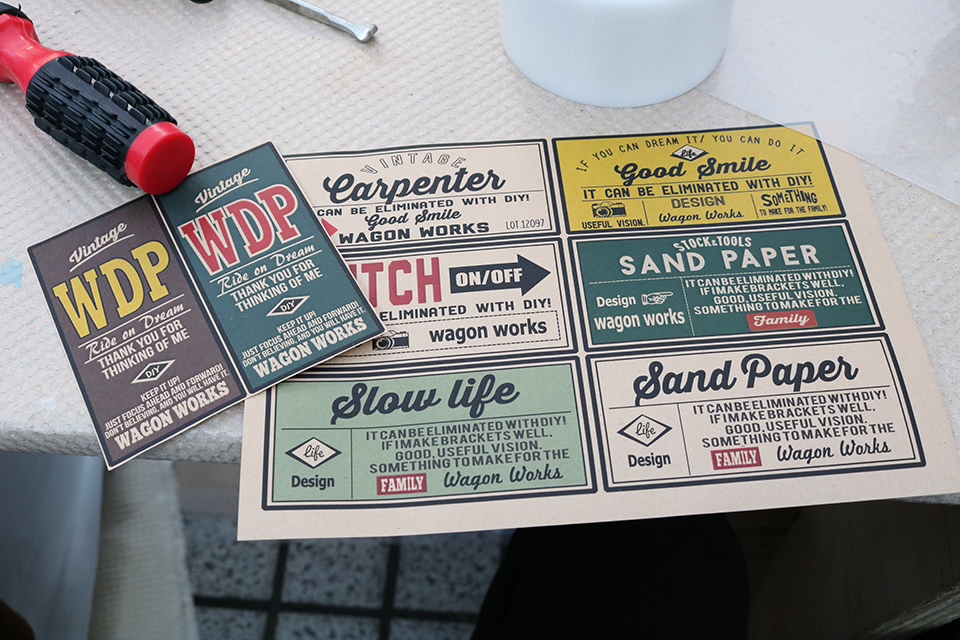 Vintage
WDP
Ride on Dream
THANK YOU FOR
THINKING OF ME
DIY
KEEP IT UP!
JUST FOCUS AHEAD AND FORWARD!
DON'T BELIEVING, AND YOU WILL HAVE IT.
WAGON WORKS
Vintage
WDP
Ride on Dream
THANK YOU FOR
THINKING OF ME
DIY
KEEP IT UP!
JUST FOCUS AHEAD AND FORWARD!
DON'T BELIEVING, AND YOU WILL HAVE IT.
WAGON WORKS
VINTAGE
Carpenter
CAN BE ELIMINATED WITH DIY!
Good Smile
WAGON WORKS
LOT.12097
IF YOU CAN DREAM IT/ YOU CAN DO IT
life
Good Smile
IT CAN BE ELIMINATED WITH DIY!
USEFUL VISION.
DESIGN
Wagon Works
SOMETHING
TO MAKE FOR THE FAMILY!
ITCH
ON/OFF
ELIMINATED WITH DIY!
wagon works
STOCK&TOOLS
SAND PAPER
Design
wagon works
IT CAN BE ELIMINATED WITH DIY!
IF I MAKE BRACKETS WELL.
GOOD, USEFUL VISION.
SOMETHING TO MAKE FOR THE
Family
Slow life
life
Design
IT CAN BE ELIMINATED WITH DIY!
IF I MAKE BRACKETS WELL.
GOOD, USEFUL VISION.
SOMETHING TO MAKE FOR THE
FAMILY Wagon Works
Sand Paper
life
Design
IT CAN BE ELIMINATED WITH DIY!
IF I MAKE BRACKETS WELL.
GOOD, USEFUL VISION.
SOMETHING TO MAKE FOR THE
FAMILY Wagon Works